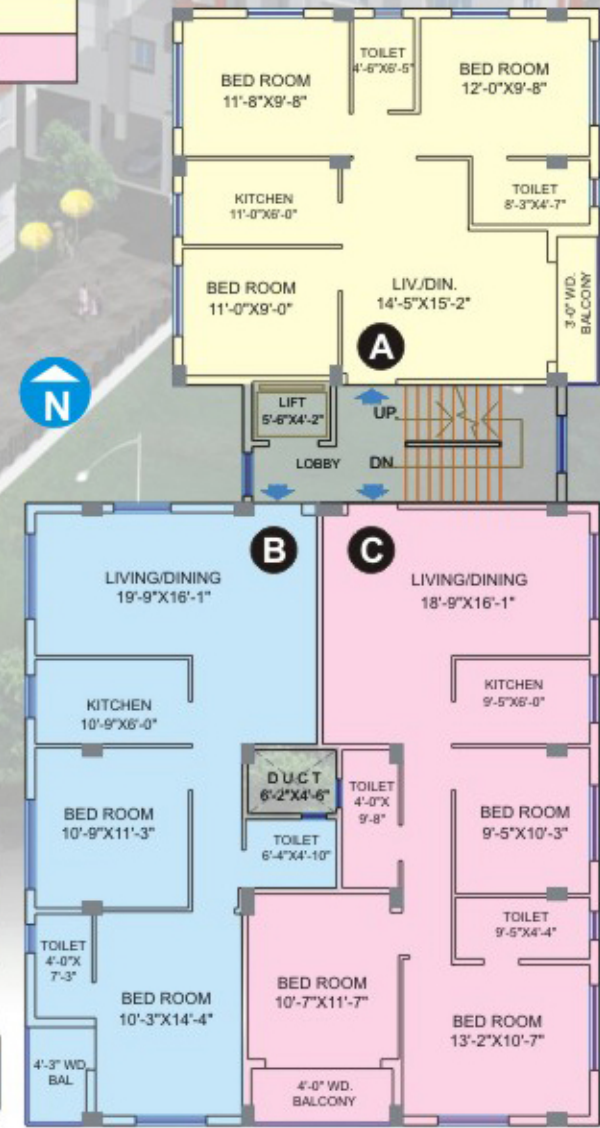 BED ROOM
11'-8"X9'-8"
TOILET
4'-6"X6'-5"
BED ROOM
12'-0"X9'-8"
KITCHEN
11'-0"X6'-0"
TOILET
8'-3"X4'-7"
BED ROOM
11'-0"X9'-0"
LIV./DIN.
14'-5"X15'-2"
3'-0" WD.
BALCONY
A
N
LIFT
5'-6"X4'-2"
UP
LOBBY
DN
B
C
LIVING/DINING
19'-9"X16'-1"
LIVING/DINING
18'-9"X16'-1"
KITCHEN
10'-9"X6'-0"
KITCHEN
9'-5"X6'-0"
DUCT
6'-2"X4'-6"
TOILET
4'-0"X
9'-8"
BED ROOM
10'-9"X11'-3"
BED ROOM
9'-5"X10'-3"
TOILET
6'-4"X4'-10"
TOILET
9'-5"X4'-4"
TOILET
4'-0"X
7'-3"
BED ROOM
10'-3"X14'-4"
BED ROOM
10'-7"X11'-7"
BED ROOM
13'-2"X10'-7"
4'-3" WD
BAL
4'-0" WD.
BALCONY